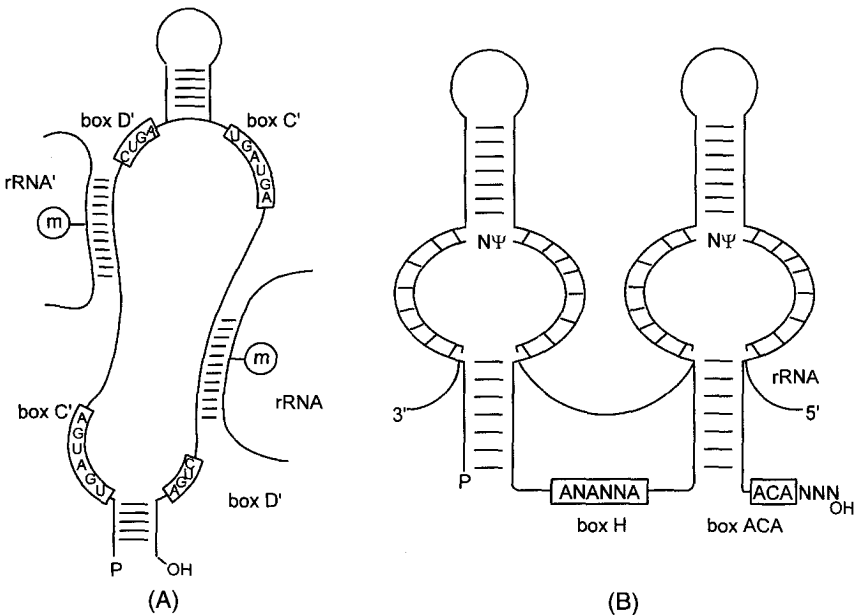 box D'
box C'
CUGA
UGAUGA
rRNA'
m
m
rRNA
box C'
AGUAGU
CUGA
box D'
P
OH
(A)
NΨ
NΨ
rRNA
3'
5'
P
ANANNA
ACA NNN
OH
box H
box ACA
(B)